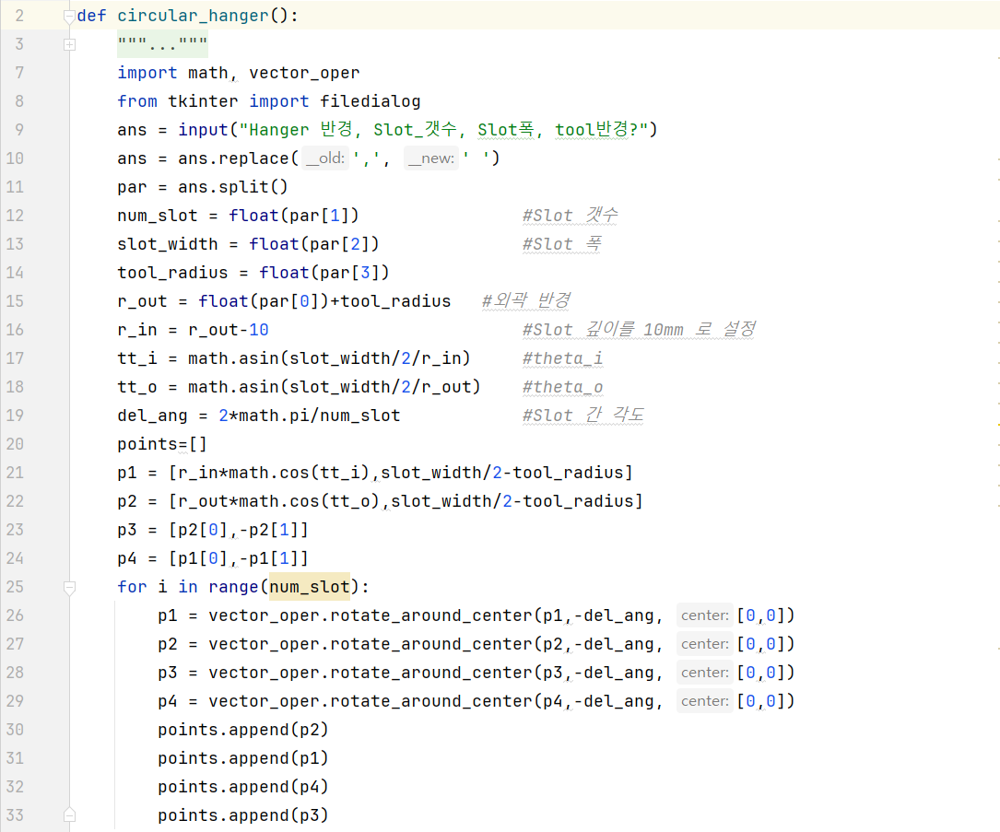 2 def circular_hanger():
3 """..."""
7 import math, vector_oper
8 from tkinter import filedialog
9 ans = input("Hanger 반경, Slot_갯수, Slot폭, tool반경?")
10 ans = ans.replace( __old: ',', __new: ' ')
11 par = ans.split()
12 num_slot = float(par[1]) #Slot 갯수
13 slot_width = float(par[2]) #Slot 폭
14 tool_radius = float(par[3])
15 r_out = float(par[0])+tool_radius #외곽 반경
16 r_in = r_out-10 #Slot 깊이를 10mm 로 설정
17 tt_i = math.asin(slot_width/2/r_in) #theta_i
18 tt_o = math.asin(slot_width/2/r_out) #theta_o
19 del_ang = 2*math.pi/num_slot #Slot 간 각도
20 points=[]
21 p1 = [r_in*math.cos(tt_i),slot_width/2-tool_radius]
22 p2 = [r_out*math.cos(tt_o),slot_width/2-tool_radius]
23 p3 = [p2[0],-p2[1]]
24 p4 = [p1[0],-p1[1]]
25 for i in range(num_slot):
26 p1 = vector_oper.rotate_around_center(p1,-del_ang, center: [0,0])
27 p2 = vector_oper.rotate_around_center(p2,-del_ang, center: [0,0])
28 p3 = vector_oper.rotate_around_center(p3,-del_ang, center: [0,0])
29 p4 = vector_oper.rotate_around_center(p4,-del_ang, center: [0,0])
30 points.append(p2)
31 points.append(p1)
32 points.append(p4)
33 points.append(p3)